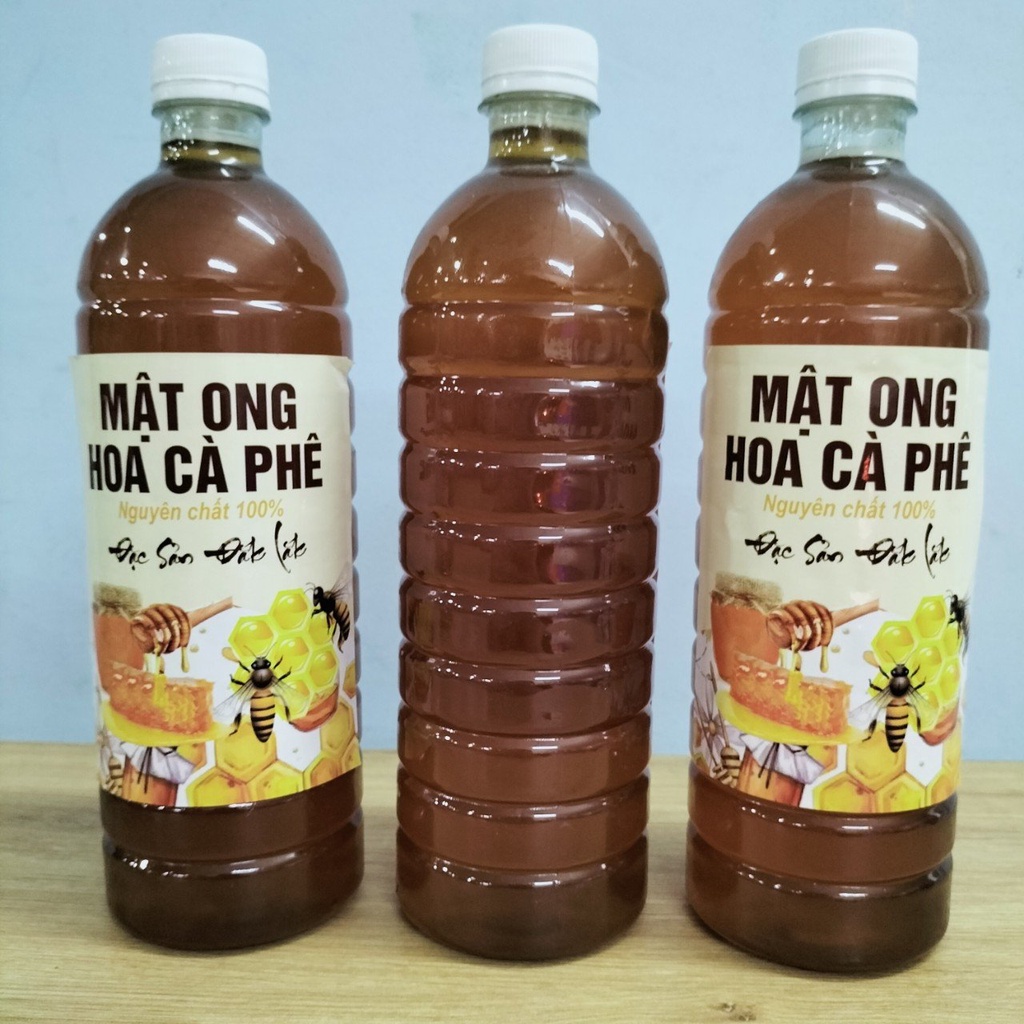 MẬT ONG
HOA CÀ PHÊ
Nguyên chất 100%
Đặc Sản Đắk Lắk
MẬT ONG
HOA CÀ PHÊ
Nguyên chất 100%
Đặc Sản Đắk Lắk